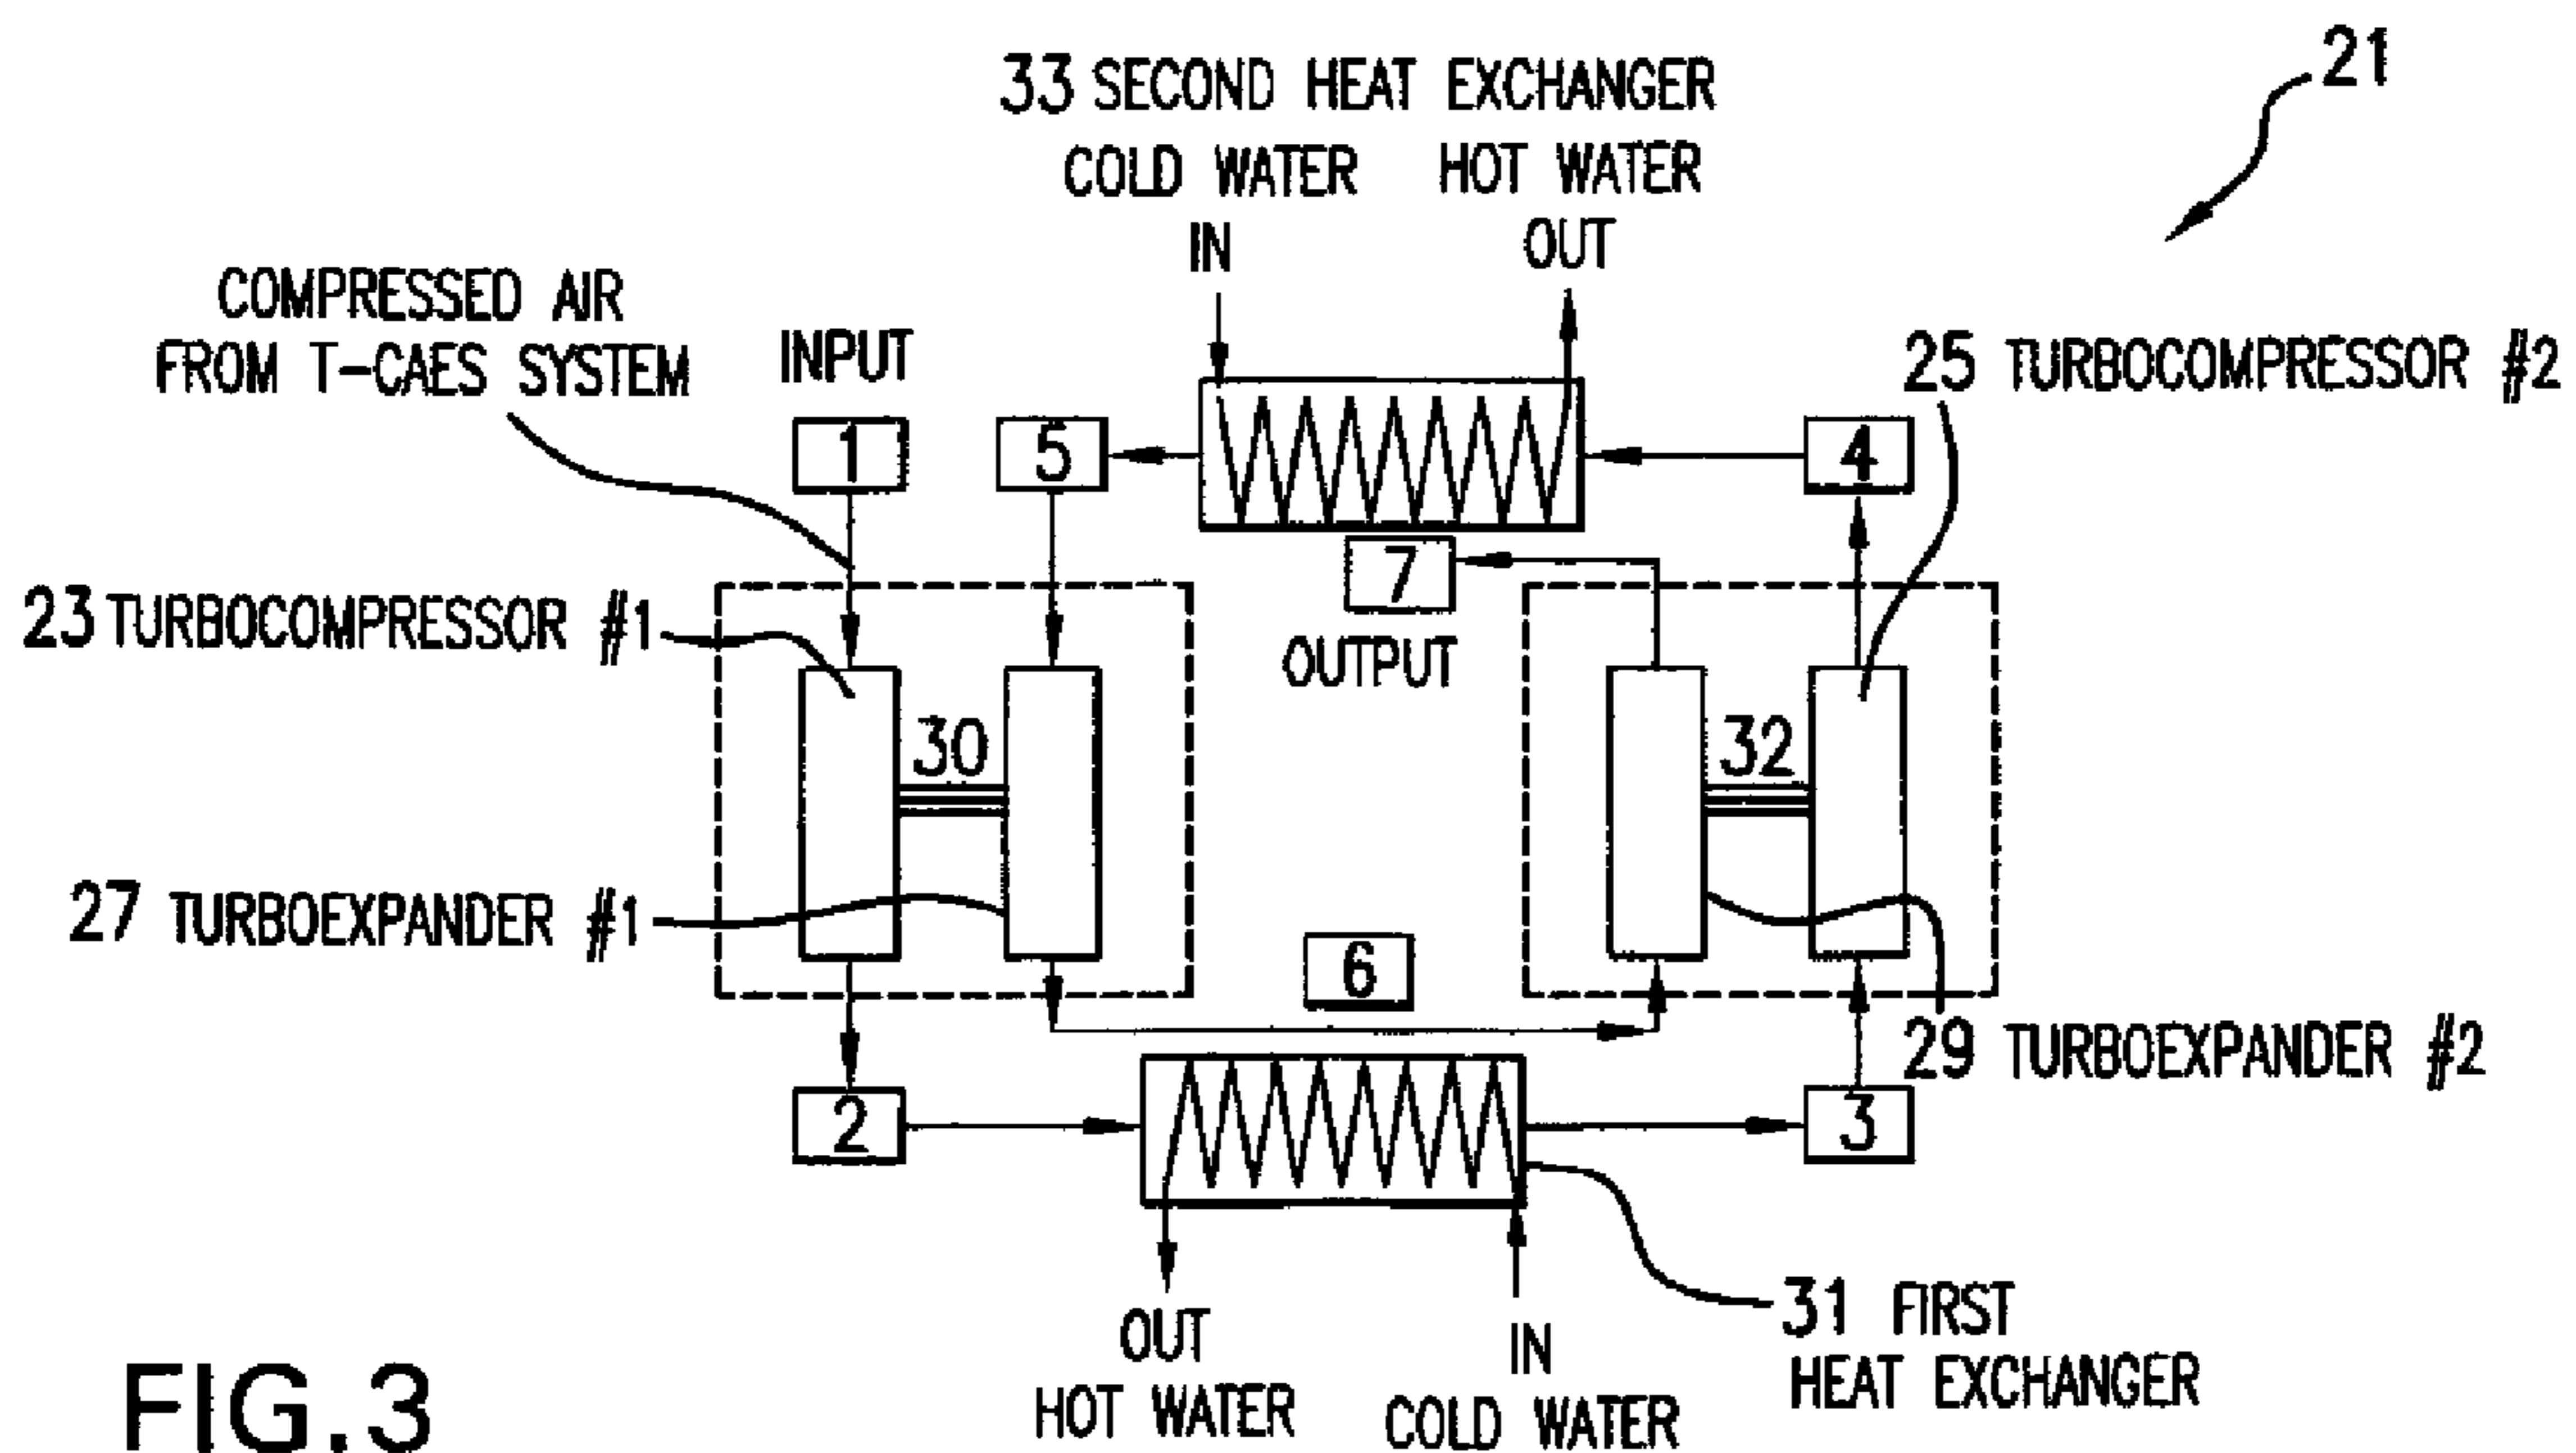 21
33 SECOND HEAT EXCHANGER
COLD WATER HOT WATER
IN OUT
COMPRESSED AIR
FROM T-CAES SYSTEM
INPUT
25 TURBOCOMPRESSOR #2
1
5
4
7
OUTPUT
23 TURBOCOMPRESSOR #1
30
32
27 TURBOEXPANDER #1
6
29 TURBOEXPANDER #2
2
3
OUT
HOT WATER
IN
COLD WATER
31 FIRST
HEAT EXCHANGER
FIG.3